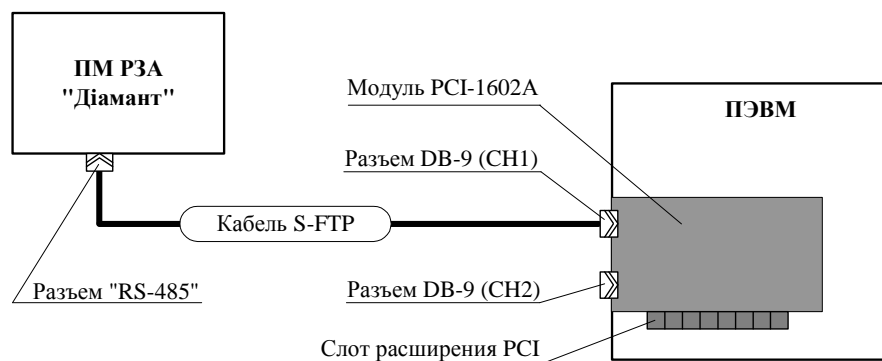 ПМ РЗА
"Діамант"
Модуль PCI-1602A
ПЭВМ
Разъем DB-9 (CH1)
Кабель S-FTP
Разъем "RS-485"
Разъем DB-9 (CH2)
Слот расширения PCI